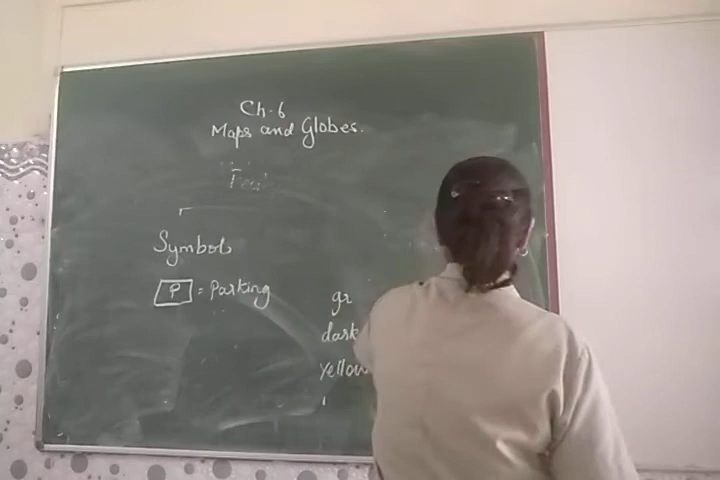 Ch-6
Maps and Globes.
Symbols
P = Parking
gr
dark
yellow